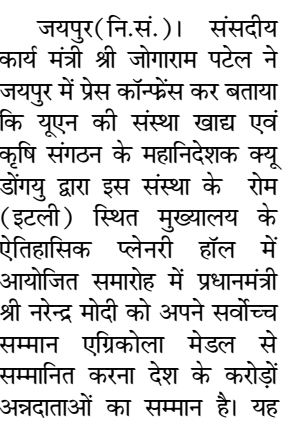 जयपुर(नि.सं.)। संसदीय
कार्य मंत्री श्री जोगाराम पटेल ने
जयपुर में प्रेस कॉन्फ्रेंस कर बताया
कि यूएन की संस्था खाद्य एवं
कृषि संगठन के महानिदेशक क्यू
डोंगयु द्वारा इस संस्था के रोम
(इटली) स्थित मुख्यालय के
ऐतिहासिक प्लेनरी हॉल में
आयोजित समारोह में प्रधानमंत्री
श्री नरेन्द्र मोदी को अपने सर्वोच्च
सम्मान एग्रिकोला मेडल से
सम्मानित करना देश के करोड़ों
अन्नदाताओं का सम्मान है। यह